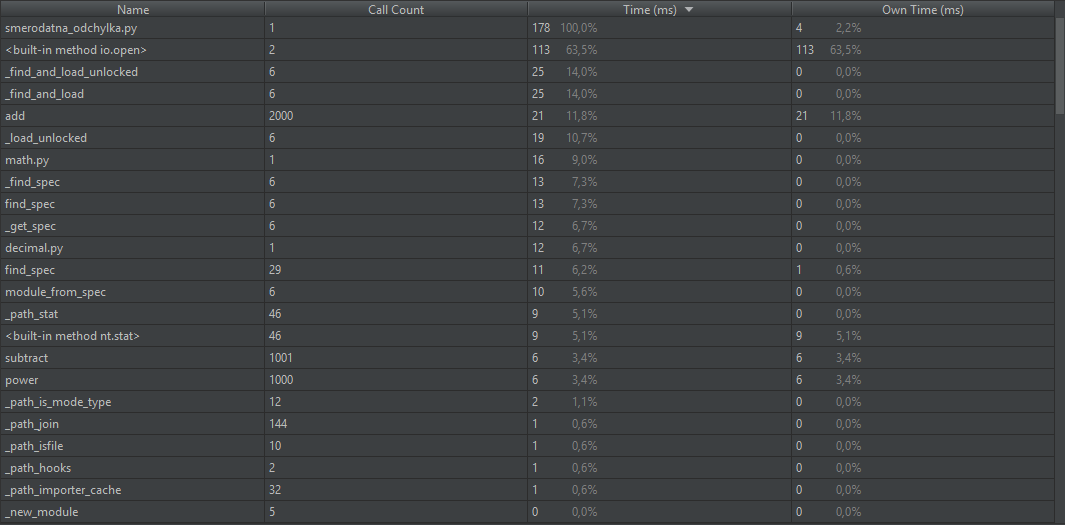 Name Call Count Time (ms) Own Time (ms)
smerodatna_odchylka.py 1 178 100,0% 4 2,2%
<built-in method io.open> 2 113 63,5% 113 63,5%
_find_and_load_unlocked 6 25 14,0% 0 0,0%
_find_and_load 6 25 14,0% 0 0,0%
add 2000 21 11,8% 21 11,8%
_load_unlocked 6 19 10,7% 0 0,0%
math.py 1 16 9,0% 0 0,0%
_find_spec 6 13 7,3% 0 0,0%
find_spec 6 13 7,3% 0 0,0%
_get_spec 6 12 6,7% 0 0,0%
decimal.py 1 12 6,7% 0 0,0%
find_spec 29 11 6,2% 1 0,6%
module_from_spec 6 10 5,6% 0 0,0%
_path_stat 46 9 5,1% 0 0,0%
<built-in method nt.stat> 46 9 5,1% 9 5,1%
subtract 1001 6 3,4% 6 3,4%
power 1000 6 3,4% 6 3,4%
_path_is_mode_type 12 2 1,1% 0 0,0%
_path_join 144 1 0,6% 0 0,0%
_path_isfile 10 1 0,6% 0 0,0%
_path_hooks 2 1 0,6% 0 0,0%
_path_importer_cache 32 1 0,6% 0 0,0%
_new_module 5 0 0,0% 0 0,0%